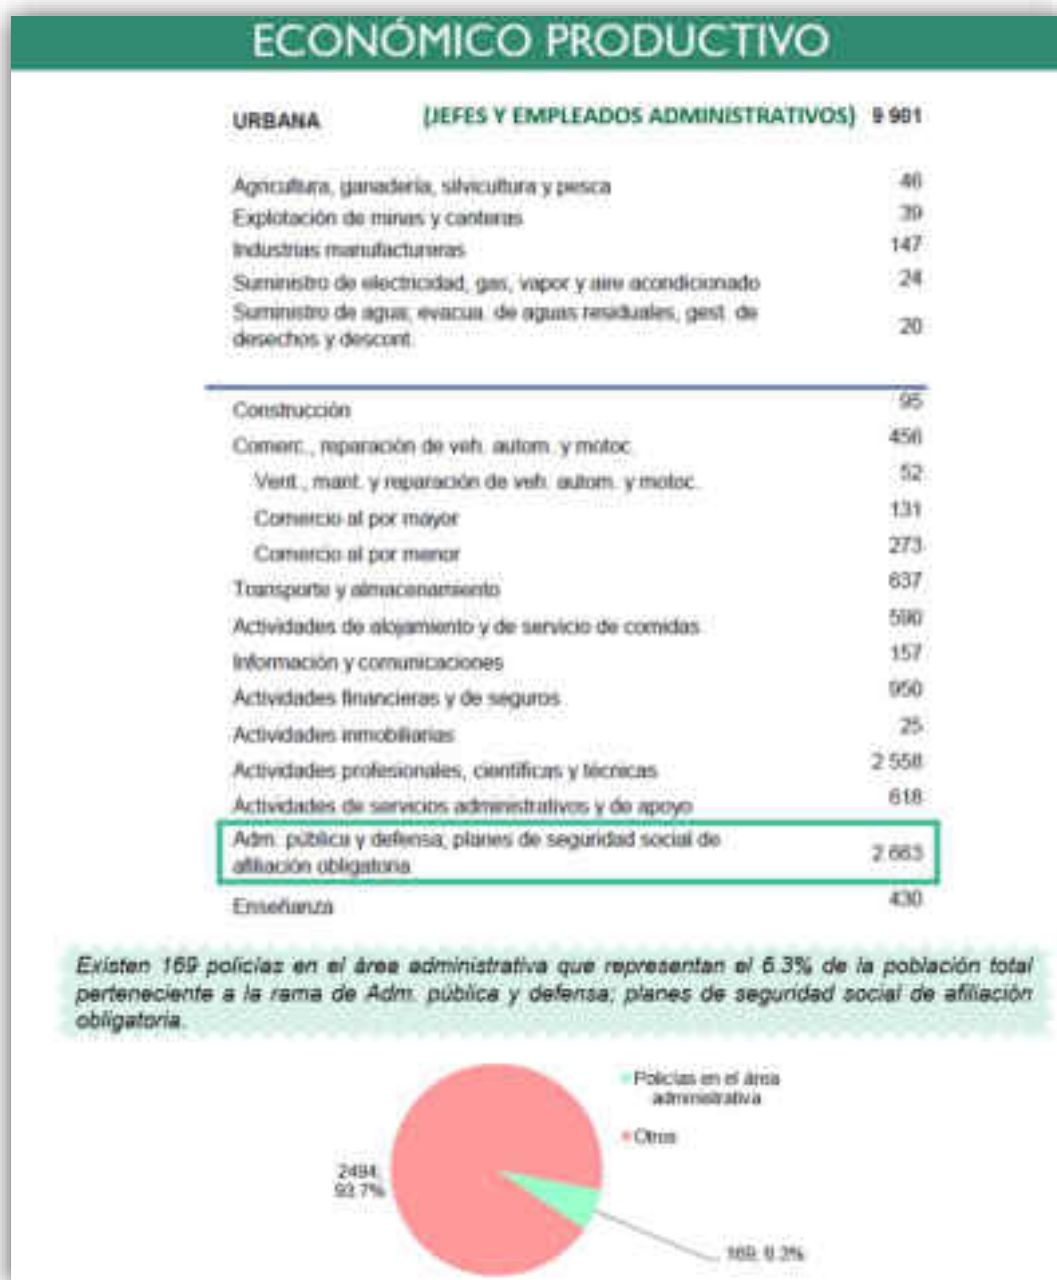 ECONÓMICO PRODUCTIVO
URBANA (JEFES Y EMPLEADOS ADMINISTRATIVOS) 9 901
Agricultura, ganadería, silvicultura y pesca 46
Explotación de minas y canteras 39
Industrias manufactureras 147
Suministro de electricidad, gas, vapor y aire acondicionado 24
Suministro de agua; evacua. de aguas residuales, gest. de
desechos y descont. 20
Construcción 95
Comerc., reparación de veh. autom. y motoc. 456
Vent., mant. y reparación de veh. autom. y motoc. 52
Comercio al por mayor 131
Comercio al por menor 273
Transporte y almacenamiento 637
Actividades de alojamiento y de servicio de comidas 590
Información y comunicaciones 157
Actividades financieras y de seguros 950
Actividades inmobiliarias 25
Actividades profesionales, científicas y técnicas 2 558
Actividades de servicios administrativos y de apoyo 618
Adm. pública y defensa; planes de seguridad social de
afiliación obligatoria 2 663
Enseñanza 430
Existen 169 policías en el área administrativa que representan el 6.3% de la población total
perteneciente a la rama de Adm. pública y defensa; planes de seguridad social de afiliación
obligatoria.
Policías en el área
administrativa
Otros
2494;
93.7%
169; 6.3%